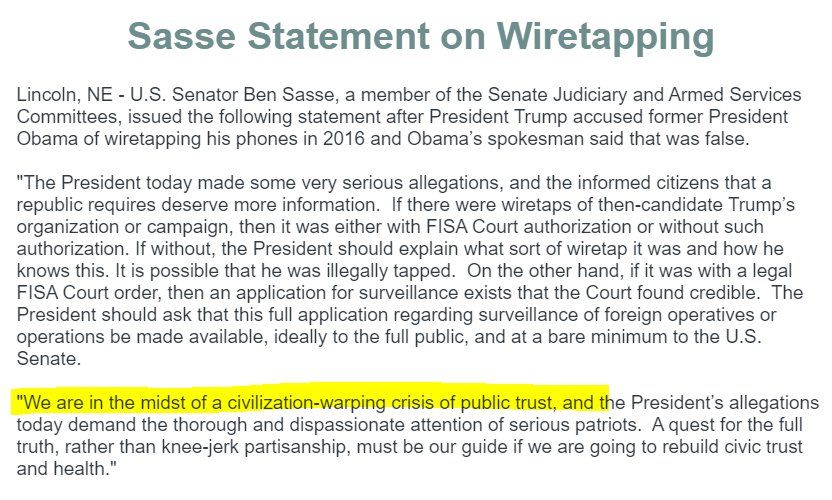 Sasse Statement on Wiretapping
Lincoln, NE - U.S. Senator Ben Sasse, a member of the Senate Judiciary and Armed Services
Committees, issued the following statement after President Trump accused former President
Obama of wiretapping his phones in 2016 and Obama’s spokesman said that was false.
"The President today made some very serious allegations, and the informed citizens that a
republic requires deserve more information.  If there were wiretaps of then-candidate Trump’s
organization or campaign, then it was either with FISA Court authorization or without such
authorization. If without, the President should explain what sort of wiretap it was and how he
knows this. It is possible that he was illegally tapped.  On the other hand, if it was with a legal
FISA Court order, then an application for surveillance exists that the Court found credible.  The
President should ask that this full application regarding surveillance of foreign operatives or
operations be made available, ideally to the full public, and at a bare minimum to the U.S.
Senate.
"We are in the midst of a civilization-warping crisis of public trust, and the President’s allegations
today demand the thorough and dispassionate attention of serious patriots.  A quest for the full
truth, rather than knee-jerk partisanship, must be our guide if we are going to rebuild civic trust
and health."